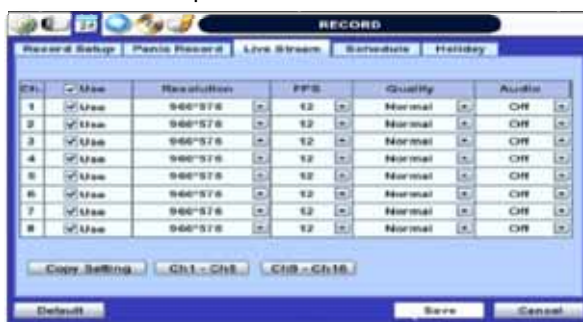 RECORD
Record Setup Panic Record Live Stream Schedule Holiday
Ch. Use Resolution FPS Quality Audio
1 Use 960*576 12 Normal Off
2 Use 960*576 12 Normal Off
3 Use 960*576 12 Normal Off
4 Use 960*576 12 Normal Off
5 Use 960*576 12 Normal Off
6 Use 960*576 12 Normal Off
7 Use 960*576 12 Normal Off
8 Use 960*576 12 Normal Off
Copy Setting Ch1 - Ch8 Ch9 - Ch16
Default Save Cancel